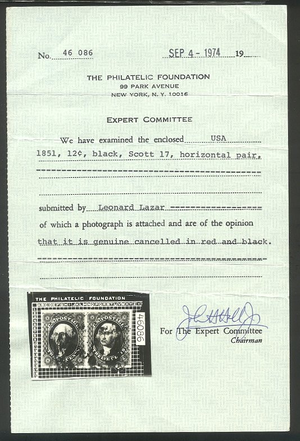 No. 46 086 SEP 4 - 1974 19
THE PHILATELIC FOUNDATION
99 PARK AVENUE
NEW YORK, N.Y. 10016
EXPERT COMMITTEE
We have examined the enclosed USA
1851, 12¢, black, Scott 17, horizontal pair.
submitted by Leonard Lazar
of which a photograph is attached and are of the opinion
that it is genuine cancelled in red and black.
THE PHILATELIC FOUNDATION
46086
For The Expert Committee
Chairman